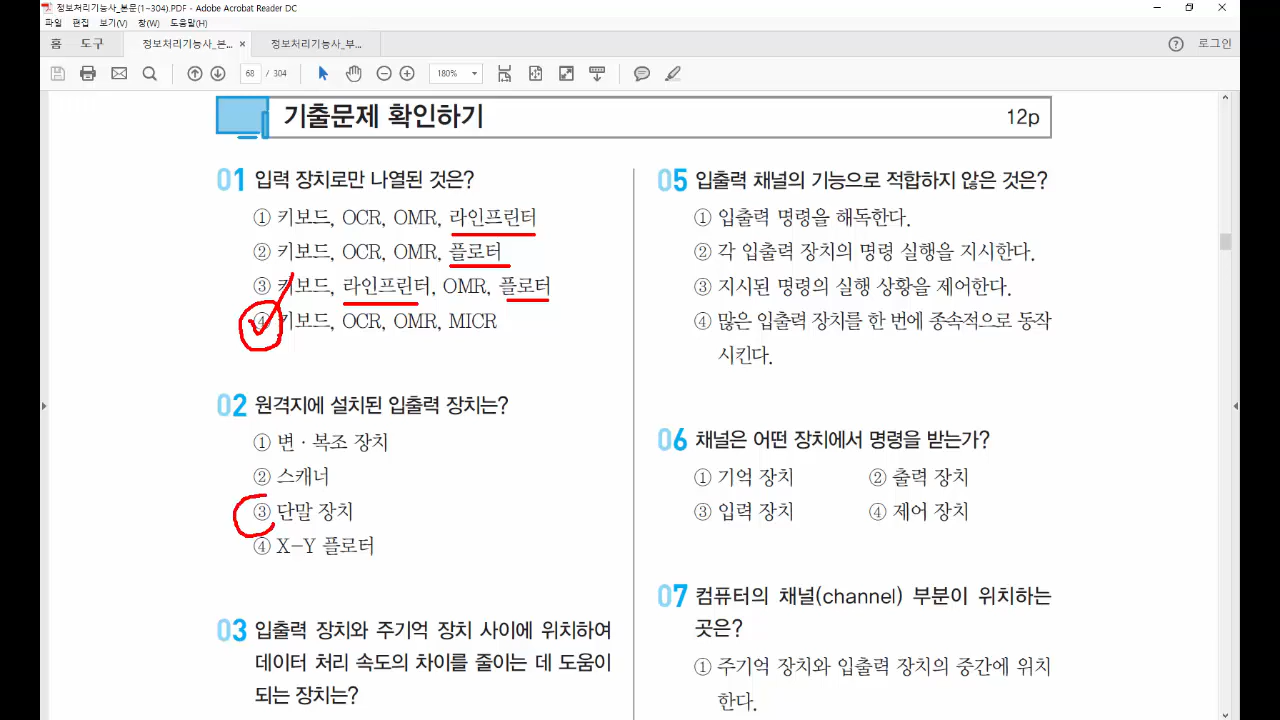 정보처리기능사_본문(1-304).PDF - Adobe Acrobat Reader DC
파일 편집 보기(V) 창(W) 도움말(H)
홈 도구 정보처리기능사_본... × 정보처리기능사_부... 로그인
68 / 304 180%
기출문제 확인하기 12p
01 입력 장치로만 나열된 것은?
① 키보드, OCR, OMR, 라인프린터
② 키보드, OCR, OMR, 플로터
③ 키보드, 라인프린터, OMR, 플로터
④ 키보드, OCR, OMR, MICR
02 원격지에 설치된 입출력 장치는?
① 변·복조 장치
② 스캐너
③ 단말 장치
④ X-Y 플로터
03 입출력 장치와 주기억 장치 사이에 위치하여
데이터 처리 속도의 차이를 줄이는 데 도움이
되는 장치는?
05 입출력 채널의 기능으로 적합하지 않은 것은?
① 입출력 명령을 해독한다.
② 각 입출력 장치의 명령 실행을 지시한다.
③ 지시된 명령의 실행 상황을 제어한다.
④ 많은 입출력 장치를 한 번에 종속적으로 동작
시킨다.
06 채널은 어떤 장치에서 명령을 받는가?
① 기억 장치 ② 출력 장치
③ 입력 장치 ④ 제어 장치
07 컴퓨터의 채널(channel) 부분이 위치하는
곳은?
① 주기억 장치와 입출력 장치의 중간에 위치
한다.